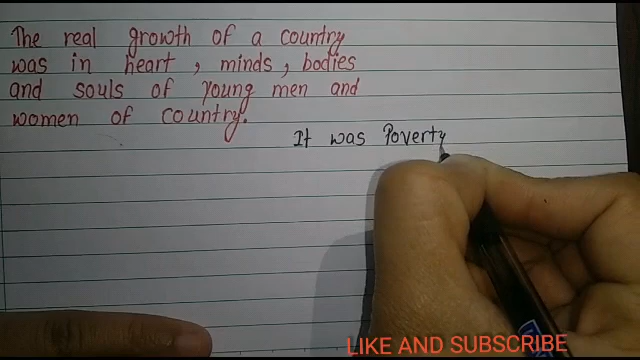 The real growth of a country
was in heart, minds, bodies
and souls of young men and
women of country.
It was Poverty
LIKE AND SUBSCRIBE